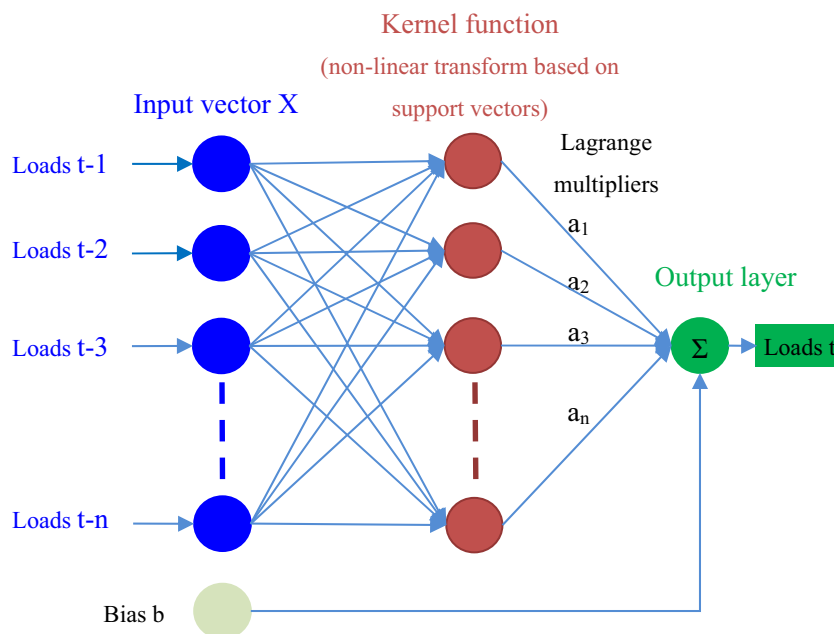 Kernel function
(non-linear transform based on
support vectors)
Input vector X
Lagrange
multipliers
Loads t-1
Loads t-2
Loads t-3
Loads t-n
a1
a2
a3
an
Output layer
Σ
Loads t
Bias b